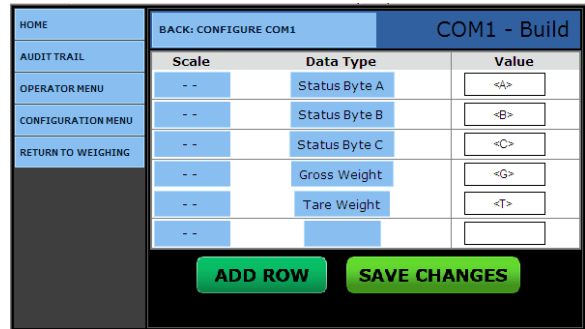 HOME
AUDIT TRAIL
OPERATOR MENU
CONFIGURATION MENU
RETURN TO WEIGHING
BACK: CONFIGURE COM1
COM1 - Build
Scale Data Type Value
- - Status Byte A <A>
- - Status Byte B <B>
- - Status Byte C <C>
- - Gross Weight <G>
- - Tare Weight <T>
- -
ADD ROW SAVE CHANGES